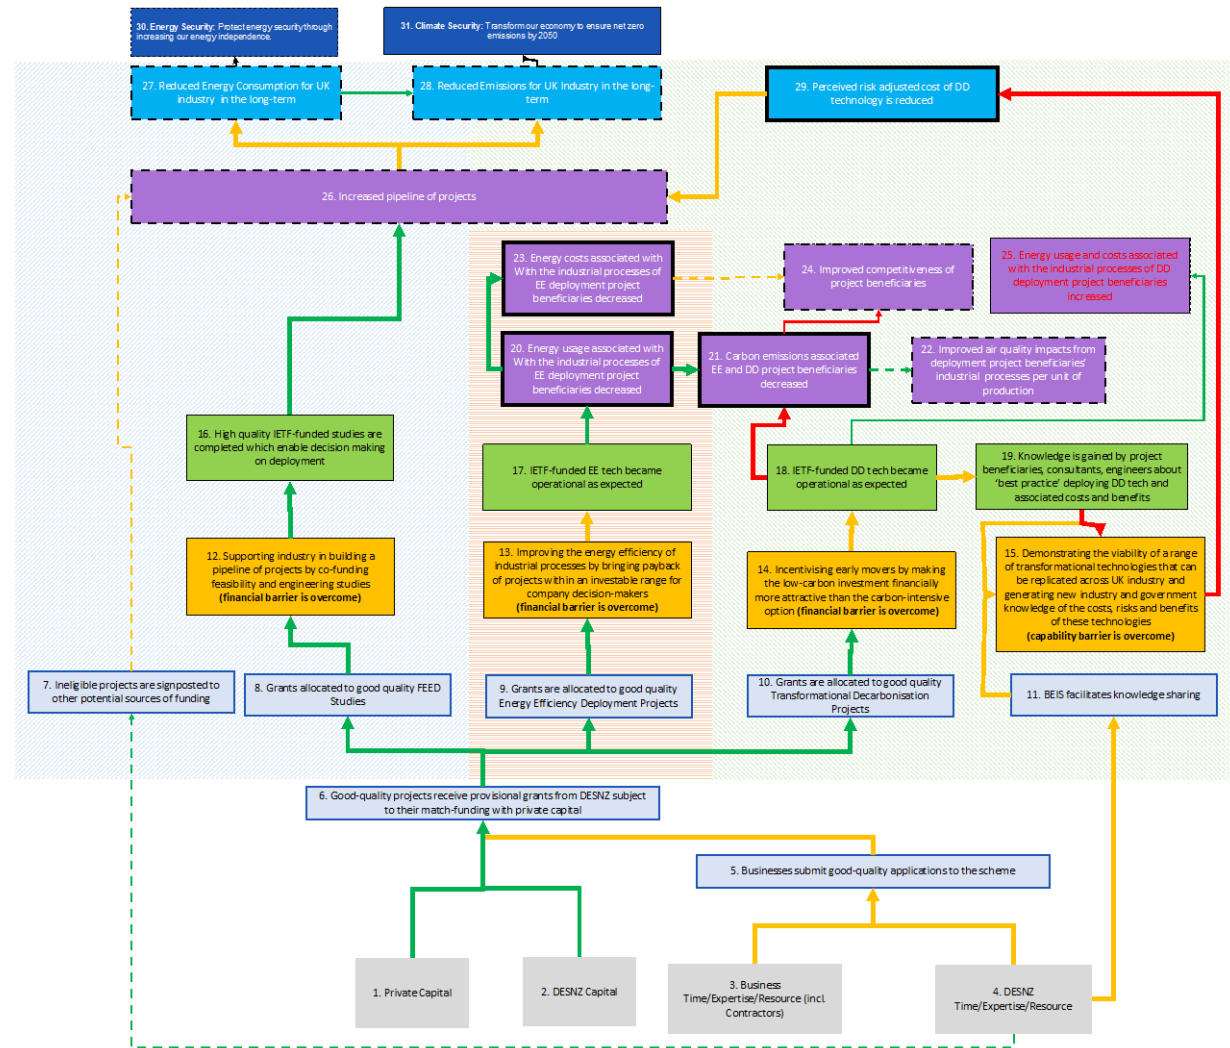 30. Energy Security: Protect energy security through
increasing our energy independence.
31. Climate Security: Transform our economy to ensure net zero
emissions by 2050
27. Reduced Energy Consumption for UK
industry in the long-term
28. Reduced Emissions for UK Industry in the long-
term
29. Perceived risk adjusted cost of DD
technology is reduced
26. Increased pipeline of projects
23. Energy costs associated with
With the industrial processes of
EE deployment project
beneficiaries decreased
24. Improved competitiveness of
project beneficiaries
25. Energy usage and costs associated
with the industrial processes of DD
deployment project beneficiaries
increased
20. Energy usage associated with
With the industrial processes of
EE deployment project
beneficiaries decreased
21. Carbon emissions associated
EE and DD project beneficiaries
decreased
22. Improved air quality impacts from
deployment project beneficiaries'
industrial processes per unit of
production
16. High quality IETF-funded studies are
completed which enable decision making
on deployment
17. IETF-funded EE tech became
operational as expected
18. IETF-funded DD tech became
operational as expected
19. Knowledge is gained by project
beneficiaries, consultants, engineers about
'best practice' deploying DD tech and
associated costs and benefits
12. Supporting industry in building a
pipeline of projects by co-funding
feasibility and engineering studies
(financial barrier is overcome)
13. Improving the energy efficiency of
industrial processes by bringing payback
of projects within an investable range for
company decision-makers
(financial barrier is overcome)
14. Incentivising early movers by making
the low-carbon investment financially
more attractive than the carbon-intensive
option (financial barrier is overcome)
15. Demonstrating the viability of a range
of transformational technologies that can
be replicated across UK industry and
generating new industry and government
knowledge of the costs, risks and benefits
of these technologies
(capability barrier is overcome)
7. Ineligible projects are signposted to
other potential sources of funding
8. Grants allocated to good quality FEED
Studies
9. Grants are allocated to good quality
Energy Efficiency Deployment Projects
10. Grants are allocated to good quality
Transformational Decarbonisation
Projects
11. BEIS facilitates knowledge sharing
6. Good-quality projects receive provisional grants from DESNZ subject
to their match-funding with private capital
5. Businesses submit good-quality applications to the scheme
1. Private Capital
2. DESNZ Capital
3. Business
Time/Expertise/Resource (incl.
Contractors)
4. DESNZ
Time/Expertise/Resource